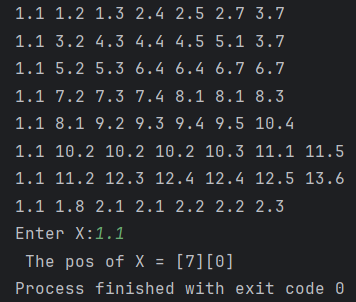 1.1 1.2 1.3 2.4 2.5 2.7 3.7
1.1 3.2 4.3 4.4 4.5 5.1 3.7
1.1 5.2 5.3 6.4 6.4 6.7 6.7
1.1 7.2 7.3 7.4 8.1 8.1 8.3
1.1 8.1 9.2 9.3 9.4 9.5 10.4
1.1 10.2 10.2 10.2 10.3 11.1 11.5
1.1 11.2 12.3 12.4 12.4 12.5 13.6
1.1 1.8 2.1 2.1 2.2 2.2 2.3
Enter X:1.1
The pos of X = [7][0]
Process finished with exit code 0